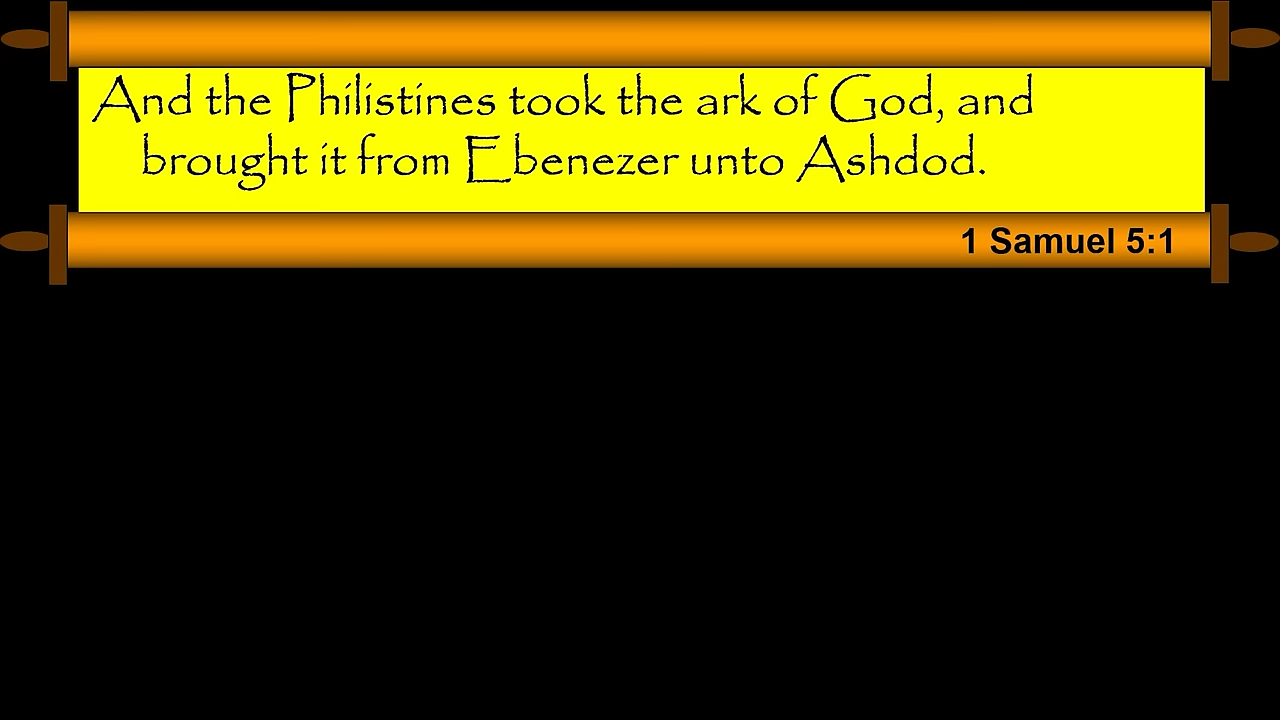 And the Philistines took the ark of God, and
brought it from Ebenezer unto Ashdod.
1 Samuel 5:1